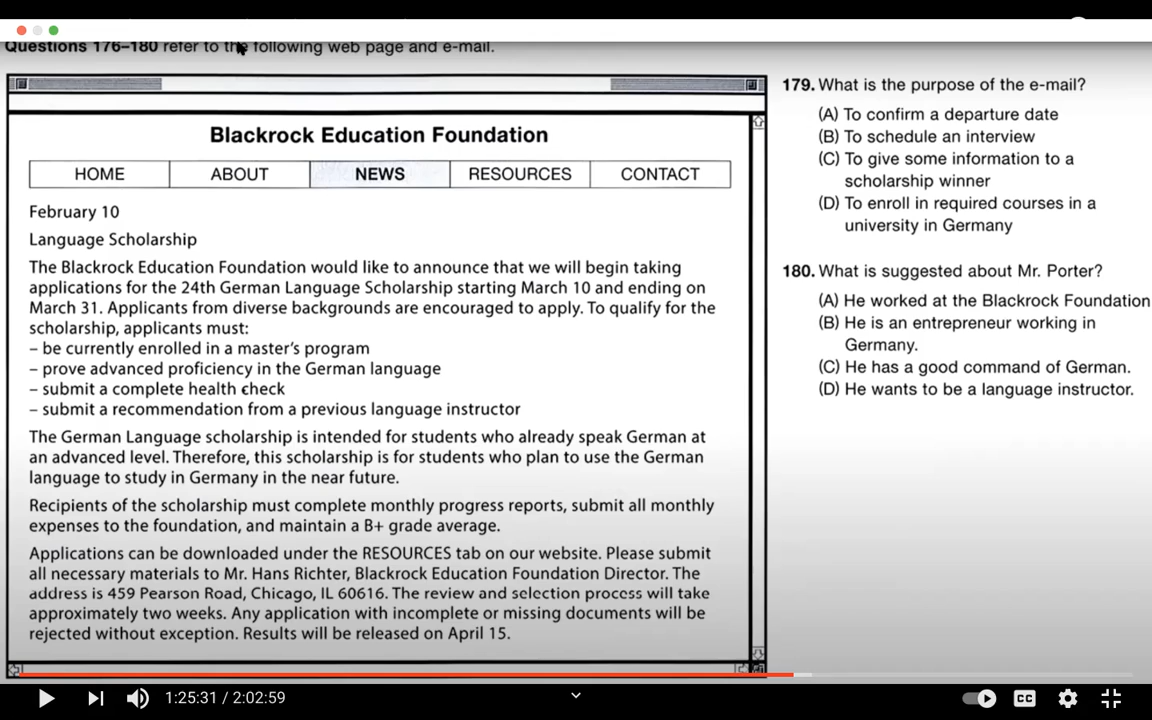 Questions 176–180 refer to the following web page and e-mail.
Blackrock Education Foundation
HOME ABOUT NEWS RESOURCES CONTACT
February 10
Language Scholarship
The Blackrock Education Foundation would like to announce that we will begin taking
applications for the 24th German Language Scholarship starting March 10 and ending on
March 31. Applicants from diverse backgrounds are encouraged to apply. To qualify for the
scholarship, applicants must:
– be currently enrolled in a master's program
– prove advanced proficiency in the German language
– submit a complete health check
– submit a recommendation from a previous language instructor
The German Language scholarship is intended for students who already speak German at
an advanced level. Therefore, this scholarship is for students who plan to use the German
language to study in Germany in the near future.
Recipients of the scholarship must complete monthly progress reports, submit all monthly
expenses to the foundation, and maintain a B+ grade average.
Applications can be downloaded under the RESOURCES tab on our website. Please submit
all necessary materials to Mr. Hans Richter, Blackrock Education Foundation Director. The
address is 459 Pearson Road, Chicago, IL 60616. The review and selection process will take
approximately two weeks. Any application with incomplete or missing documents will be
rejected without exception. Results will be released on April 15.
179. What is the purpose of the e-mail?
(A) To confirm a departure date
(B) To schedule an interview
(C) To give some information to a
scholarship winner
(D) To enroll in required courses in a
university in Germany
180. What is suggested about Mr. Porter?
(A) He worked at the Blackrock Foundation
(B) He is an entrepreneur working in
Germany.
(C) He has a good command of German.
(D) He wants to be a language instructor.
1:25:31 / 2:02:59
CC